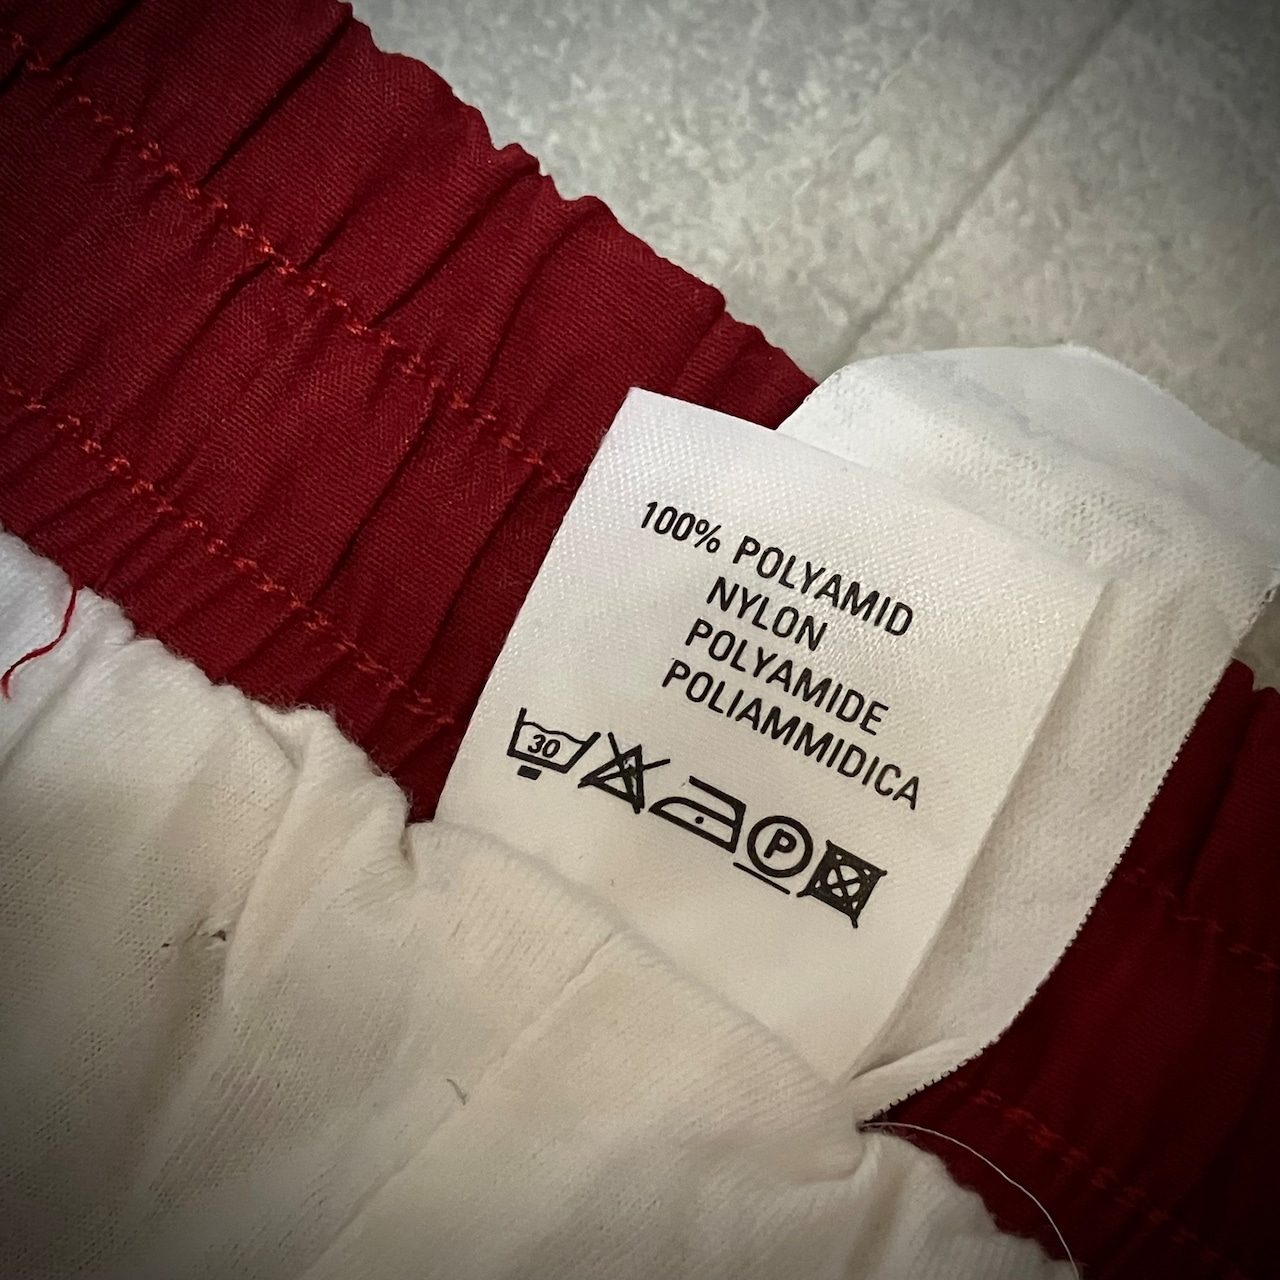 100% POLYAMID
NYLON
POLYAMIDE
POLIAMMIDICA
30
P